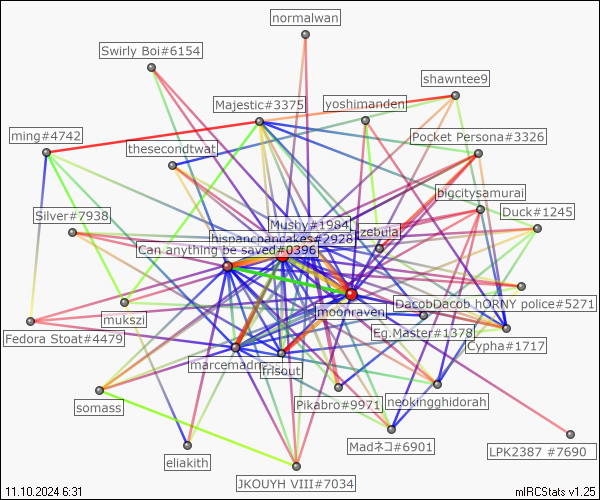 normalwan
Swirly Boi#6154
shawntee9
Majestic#3375
yoshimanden
ming#4742
Pocket Persona#3326
thesecondtwat
bigcitysamurai
Duck#1245
Silver#7938
Mushy#1984
zebula
hispanicpancakes#2928
Can anything be saved#0396
DacobDacob hORNY police#5271
moonraven
mukszi
Eg.Master#1378
Fedora Stoat#4479
Cypha#1717
marcemadness
frisout
somass
Pikabro#9971
neokingghidorah
Madネコ#6901
LPK2387 #7690
eliakith
JKOUYH VIII#7034
11.10.2024 6:31
mIRCStats v1.25